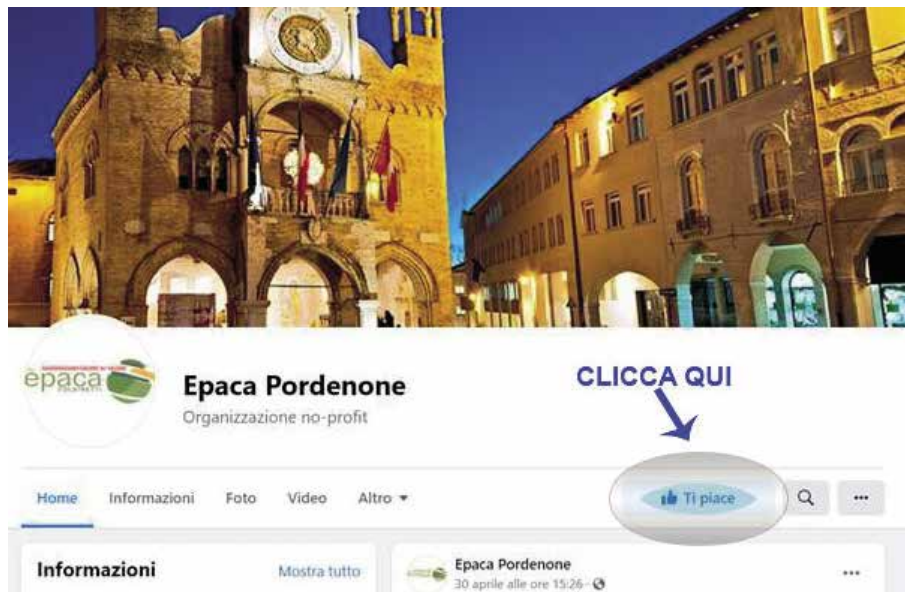 èpaca
Epaca Pordenone
Organizzazione no-profit
CLICCA QUI
Home Informazioni Foto Video Altro
Ti piace
Informazioni
Mostra tutto
Epaca Pordenone
30 aprile alle ore 15:26